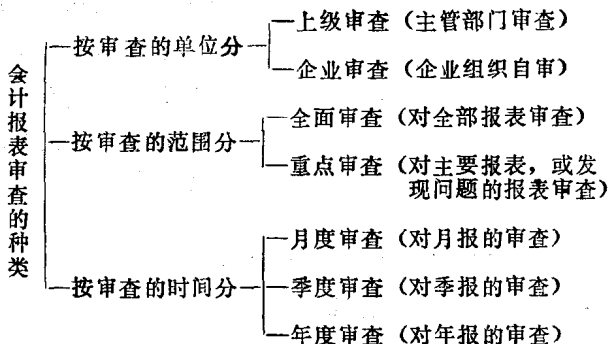 会计报表审查的种类
按审查的单位分
上级审查（主管部门审查）
企业审查（企业组织自审）
按审查的范围分
全面审查（对全部报表审查）
重点审查（对主要报表，或发
现问题的报表审查）
按审查的时间分
月度审查（对月报的审查）
季度审查（对季报的审查）
年度审查（对年报的审查）